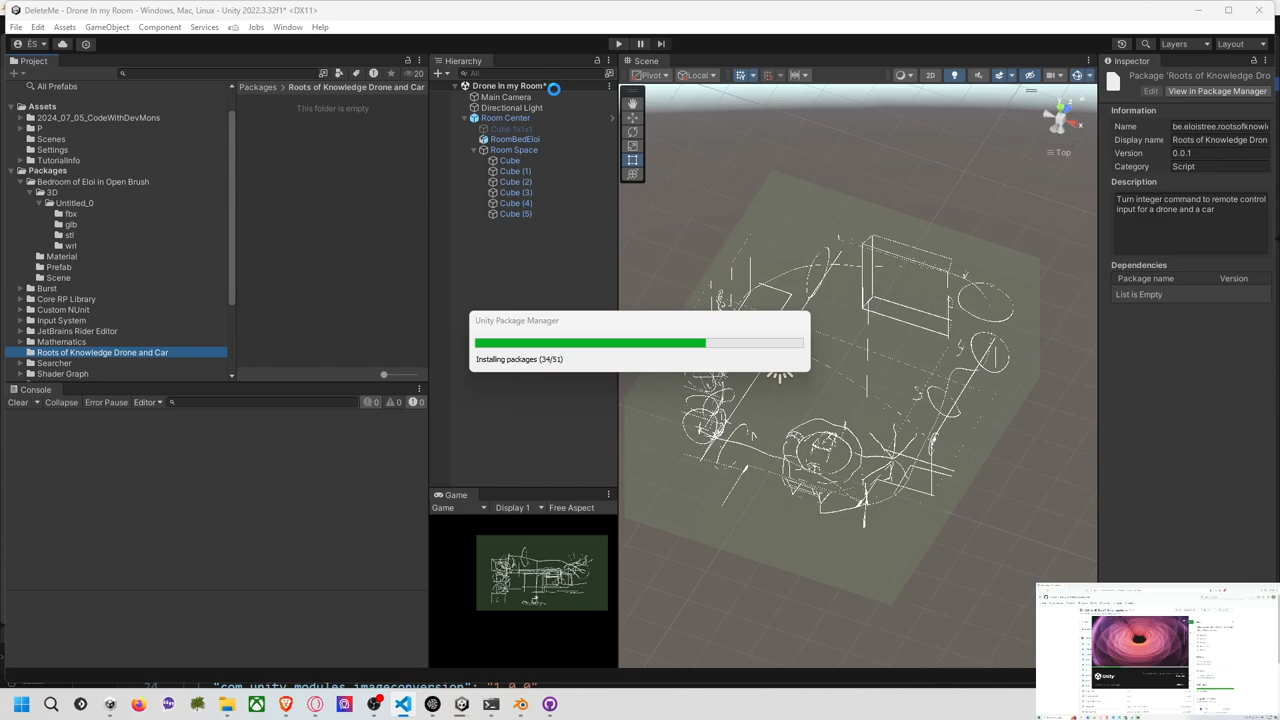 DeleteMe - Drone In my Room - Windows, Mac, Linux - Unity 2022.3.32f1* <DX11>
File Edit Assets GameObject Component Services Jobs Window Help
ÉS Layers Layout
Project Hierarchy Scene Inspector
20 All Pivot Local 2D
Package 'Roots of Knowledge Drone and Car
Edit View in Package Manager
All Prefabs
Packages Roots of Knowledge Drone and Car
This folder is empty
Assets
2024_07_05_CodeWithDevMons
P
Scenes
Settings
TutorialInfo
Packages
Bedroom of Eloi in Open Brush
3D
Untitled_0
fbx
glb
stl
wrl
Material
Prefab
Scene
Burst
Core RP Library
Custom NUnit
Input System
JetBrains Rider Editor
Mathematics
Roots of Knowledge Drone and Car
Searcher
Shader Graph
Drone In my Room*
Main Camera
Directional Light
Room Center
Cube 1x1x1
RoomBedEloi
Room Space
Cube
Cube (1)
Cube (2)
Cube (3)
Cube (4)
Cube (5)
Top
Information
Name be.eloistree.rootsofknowl
Display name Roots of Knowledge Dron
Version 0.0.1
Category Script
Description
Turn integer command to remote control
input for a drone and a car
Dependencies
Package name Version
List is Empty
Unity Package Manager
Installing packages (34/51)
Console
Clear Collapse Error Pause Editor 0 0 0
Game
Game Display 1 Free Aspect
Unity